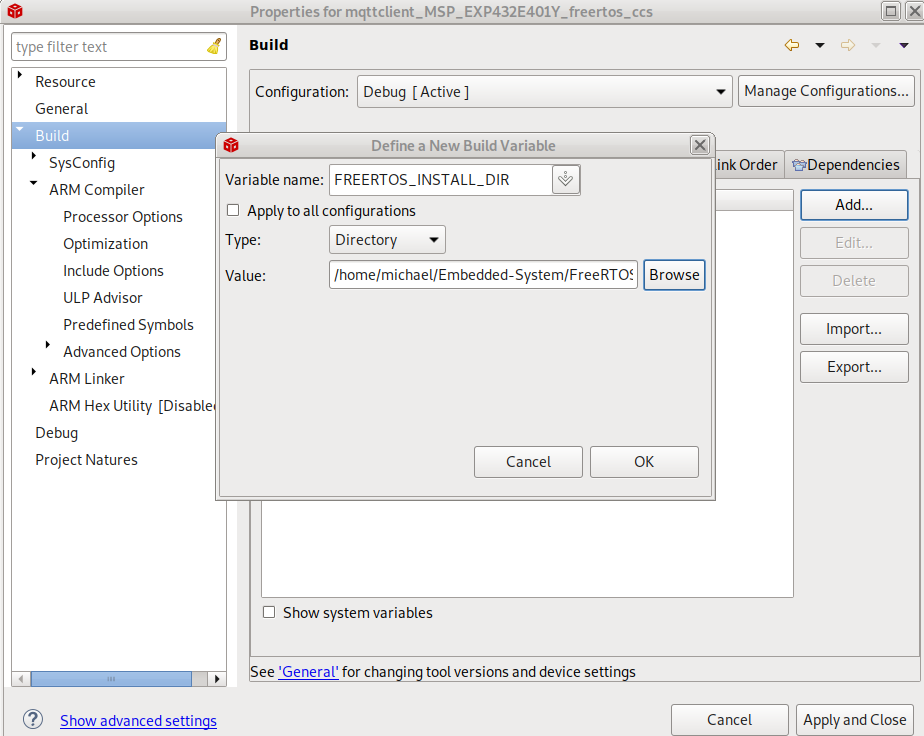 Properties for mqttclient_MSP_EXP432E401Y_freertos_ccs
type filter text
Resource
General
Build
SysConfig
ARM Compiler
Processor Options
Optimization
Include Options
ULP Advisor
Predefined Symbols
Advanced Options
ARM Linker
ARM Hex Utility [Disable
Debug
Project Natures
Build
Configuration: Debug [ Active ] Manage Configurations...
ink Order Dependencies
Define a New Build Variable
Variable name: FREERTOS_INSTALL_DIR
Apply to all configurations
Type: Directory
Value: /home/michael/Embedded-System/FreeRTOS Browse
Cancel OK
Add...
Edit...
Delete
Import...
Export...
Show system variables
See 'General' for changing tool versions and device settings
? Show advanced settings
Cancel Apply and Close